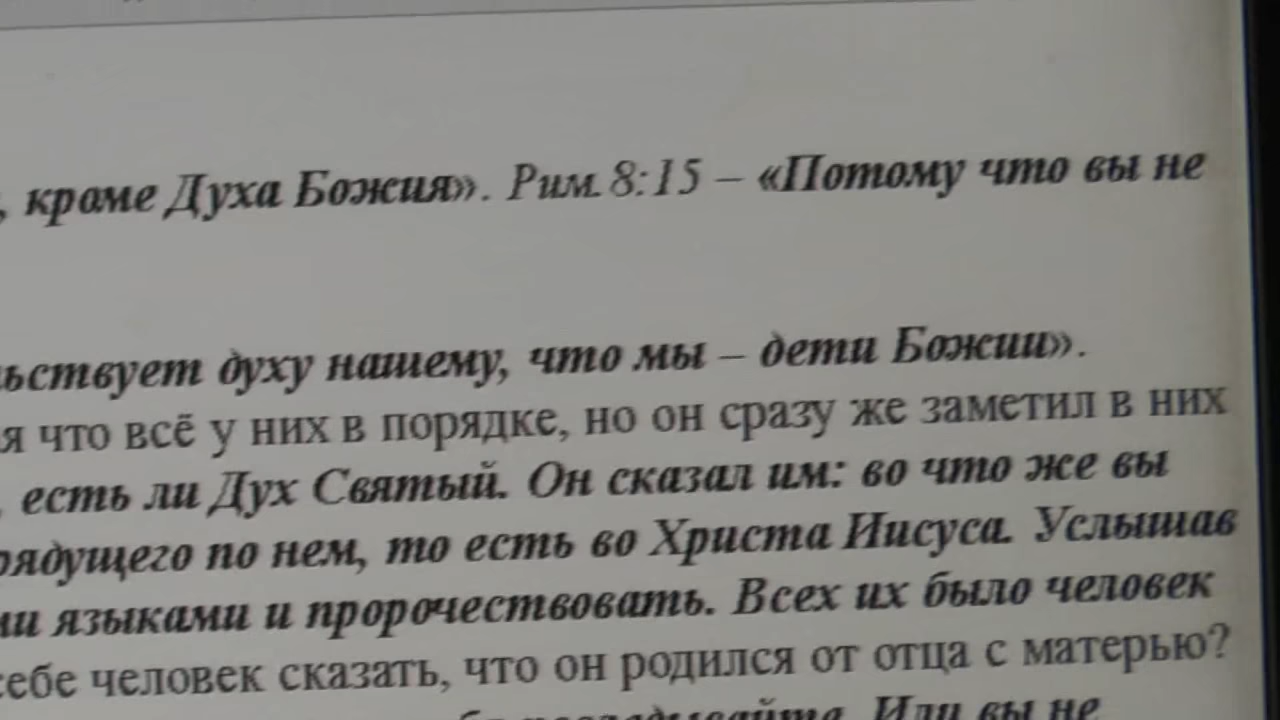 , кроме Духа Божия». Рим.8:15 – «Потому что вы не
духу нашему, что мы – дети Божии».
я что всё у них в порядке, но он сразу же заметил в них
, есть ли Дух Святый. Он сказал им: во что же вы
по нем, то есть во Христа Иисуса. Услышав
языками и пророчествовать. Всех их было человек
себе человек сказать, что он родился от отца с матерью?
Или вы не